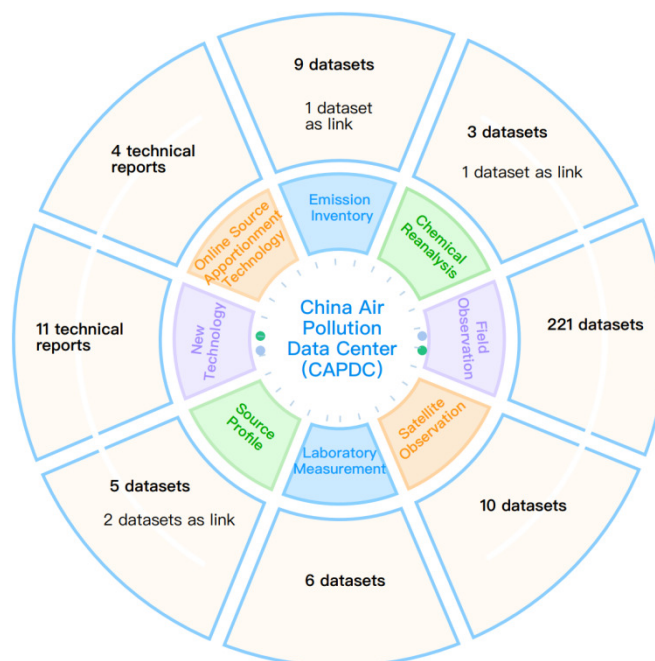 9 datasets
1 dataset
as link
3 datasets
1 dataset as link
221 datasets
10 datasets
6 datasets
5 datasets
2 datasets as link
11 technical
reports
4 technical
reports
Emission
Inventory
Chemical
Reanalysis
Field
Observation
Satellite
Observation
Laboratory
Measurement
Source
Profile
New
Technology
Online Source
Apportionment
Technology
China Air
Pollution
Data Center
(CAPDC)